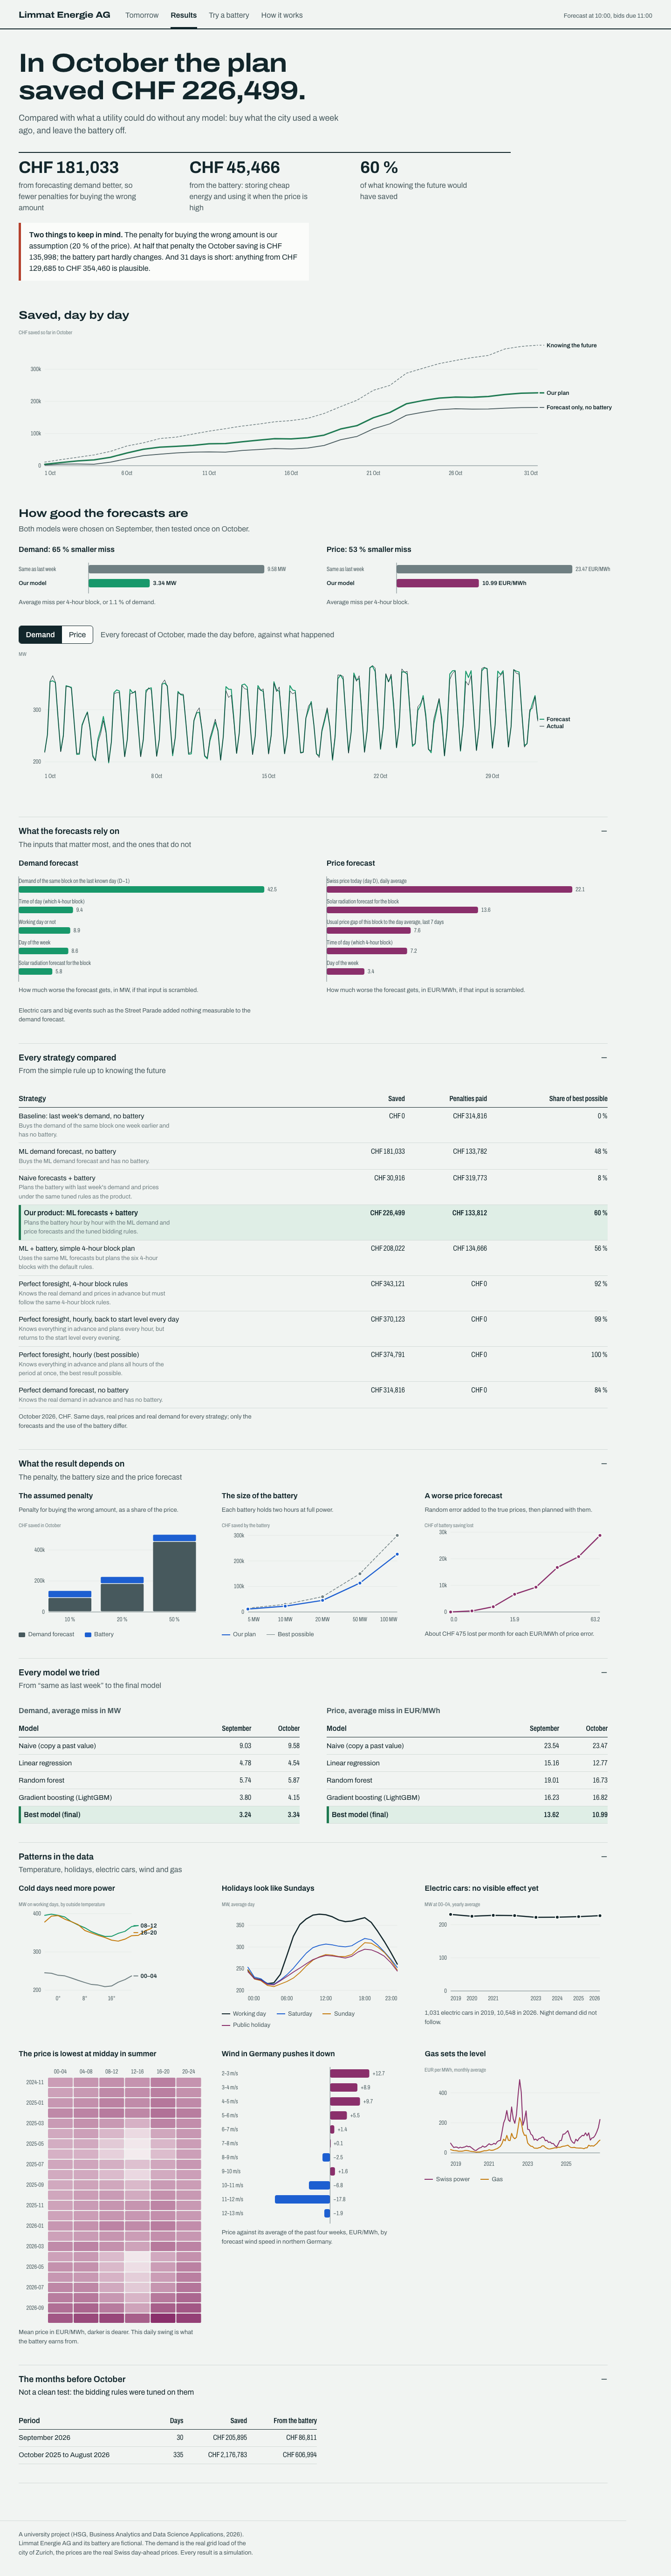 Limmat Energie AG
Tomorrow
Results
Try a battery
How it works
Forecast at 10:00, bids due 11:00
In October the plan
saved CHF 226,499.
Compared with what a utility could do without any model: buy what the city used a week
ago, and leave the battery off.
CHF 181,033
from forecasting demand better, so
fewer penalties for buying the wrong
amount
CHF 45,466
from the battery: storing cheap
energy and using it when the price is
high
60 %
of what knowing the future would
have saved
Two things to keep in mind. The penalty for buying the wrong amount is our
assumption (20 % of the price). At half that penalty the October saving is CHF
135,998; the battery part hardly changes. And 31 days is short: anything from CHF
129,685 to CHF 354,460 is plausible.
Saved, day by day
CHF saved so far in October
300k
200k
100k
0
1 Oct
6 Oct
11 Oct
16 Oct
21 Oct
26 Oct
31 Oct
Knowing the future
Our plan
Forecast only, no battery
How good the forecasts are
Both models were chosen on September, then tested once on October.
Demand: 65 % smaller miss
Same as last week
9.58 MW
Our model
3.34 MW
Average miss per 4-hour block, or 1.1 % of demand.
Price: 53 % smaller miss
Same as last week
23.47 EUR/MWh
Our model
10.99 EUR/MWh
Average miss per 4-hour block.
Demand
Price
Every forecast of October, made the day before, against what happened
MW
300
200
1 Oct
8 Oct
15 Oct
22 Oct
29 Oct
Forecast
Actual
What the forecasts rely on
The inputs that matter most, and the ones that do not
Demand forecast
Demand of the same block on the last known day (D−1)
42.5
Time of day (which 4-hour block)
9.4
Working day or not
8.9
Day of the week
8.6
Solar radiation forecast for the block
5.8
How much worse the forecast gets, in MW, if that input is scrambled.
Electric cars and big events such as the Street Parade added nothing measurable to the
demand forecast.
Price forecast
Swiss price today (day D), daily average
22.1
Solar radiation forecast for the block
13.6
Usual price gap of this block to the day average, last 7 days
7.6
Time of day (which 4-hour block)
7.2
Day of the week
3.4
How much worse the forecast gets, in EUR/MWh, if that input is scrambled.
Every strategy compared
From the simple rule up to knowing the future
Strategy Saved Penalties paid Share of best possible
Baseline: last week's demand, no battery CHF 0 CHF 314,816 0 %
Buys the demand of the same block one week earlier and
has no battery.
ML demand forecast, no battery CHF 181,033 CHF 133,782 48 %
Buys the ML demand forecast and has no battery.
Naive forecasts + battery CHF 30,916 CHF 319,773 8 %
Plans the battery with last week's demand and prices
under the same tuned rules as the product.
Our product: ML forecasts + battery CHF 226,499 CHF 133,812 60 %
Plans the battery hour by hour with the ML demand and
price forecasts and the tuned bidding rules.
ML + battery, simple 4-hour block plan CHF 208,022 CHF 134,666 56 %
Uses the same ML forecasts but plans the six 4-hour
blocks with the default rules.
Perfect foresight, 4-hour block rules CHF 343,121 CHF 0 92 %
Knows the real demand and prices in advance but must
follow the same 4-hour block rules.
Perfect foresight, hourly, back to start level every day CHF 370,123 CHF 0 99 %
Knows everything in advance and plans every hour, but
returns to the start level every evening.
Perfect foresight, hourly (best possible) CHF 374,791 CHF 0 100 %
Knows everything in advance and plans all hours of the
period at once, the best result possible.
Perfect demand forecast, no battery CHF 314,816 CHF 0 84 %
Knows the real demand in advance and has no battery.
October 2026, CHF. Same days, real prices and real demand for every strategy; only the
forecasts and the use of the battery differ.
What the result depends on
The penalty, the battery size and the price forecast
The assumed penalty
Penalty for buying the wrong amount, as a share of the price.
CHF saved in October
400k
200k
0
10 %
20 %
50 %
Demand forecast
Battery
The size of the battery
Each battery holds two hours at full power.
CHF saved by the battery
300k
200k
100k
0
5 MW
10 MW
20 MW
50 MW
100 MW
Our plan
Best possible
A worse price forecast
Random error added to the true prices, then planned with them.
CHF of battery saving lost
30k
20k
10k
0
0.0
15.9
63.2
About CHF 475 lost per month for each EUR/MWh of price error.
Every model we tried
From “same as last week” to the final model
Demand, average miss in MW
Model September October
Naive (copy a past value) 9.03 9.58
Linear regression 4.78 4.54
Random forest 5.74 5.87
Gradient boosting (LightGBM) 3.80 4.15
Best model (final) 3.24 3.34
Price, average miss in EUR/MWh
Model September October
Naive (copy a past value) 23.54 23.47
Linear regression 15.16 12.77
Random forest 19.01 16.73
Gradient boosting (LightGBM) 16.23 16.82
Best model (final) 13.62 10.99
Patterns in the data
Temperature, holidays, electric cars, wind and gas
Cold days need more power
MW on working days, by outside temperature
400
300
200
0°
8°
16°
08–12
16–20
00–04
Holidays look like Sundays
MW, average day
350
300
250
200
00:00
06:00
12:00
18:00
23:00
Working day
Saturday
Sunday
Public holiday
Electric cars: no visible effect yet
MW at 00–04, yearly average
200
100
0
2019
2020
2021
2023
2024
2025
2026
1,031 electric cars in 2019, 10,548 in 2026. Night demand did not
follow.
The price is lowest at midday in summer
00–04
04–08
08–12
12–16
16–20
20–24
2024-11
2025-01
2025-03
2025-05
2025-07
2025-09
2025-11
2026-01
2026-03
2026-05
2026-07
2026-09
Mean price in EUR/MWh, darker is dearer. This daily swing is what
the battery earns from.
Wind in Germany pushes it down
2–3 m/s +12.7
3–4 m/s +8.9
4–5 m/s +9.7
5–6 m/s +5.5
6–7 m/s +1.4
7–8 m/s +0.1
8–9 m/s −2.5
9–10 m/s +1.6
10–11 m/s −6.8
11–12 m/s −17.8
12–13 m/s −1.9
Price against its average of the past four weeks, EUR/MWh, by
forecast wind speed in northern Germany.
Gas sets the level
EUR per MWh, monthly average
400
200
0
2019
2021
2023
2025
Swiss power
Gas
The months before October
Not a clean test: the bidding rules were tuned on them
Period Days Saved From the battery
September 2026 30 CHF 205,895 CHF 86,811
October 2025 to August 2026 335 CHF 2,176,783 CHF 606,994
A university project (HSG, Business Analytics and Data Science Applications, 2026).
Limmat Energie AG and its battery are fictional. The demand is the real grid load of the
city of Zurich, the prices are the real Swiss day-ahead prices. Every result is a simulation.